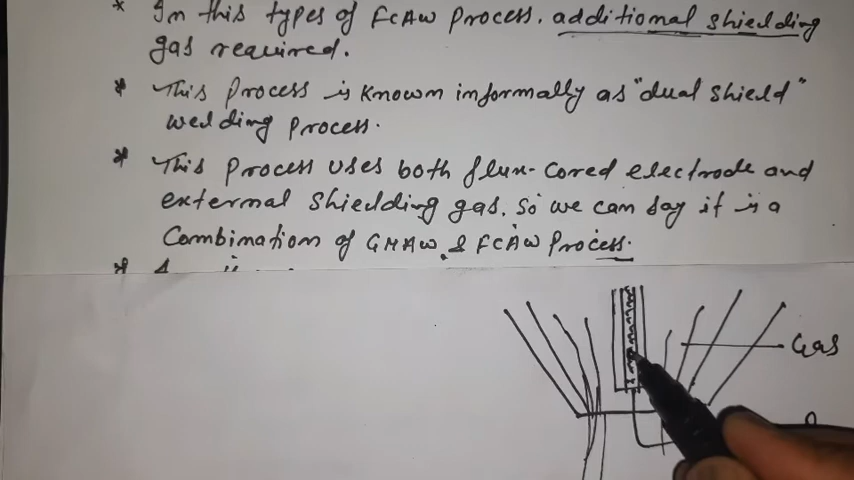 * In this types of FCAW Process. additional shielding
gas required.
* This Process is known informally as "dual shield"
welding Process.
* This Process uses both flux-cored electrode and
external shielding gas. So we can say it is a
Combination of GMAW & FCAW Process.
*
Gas